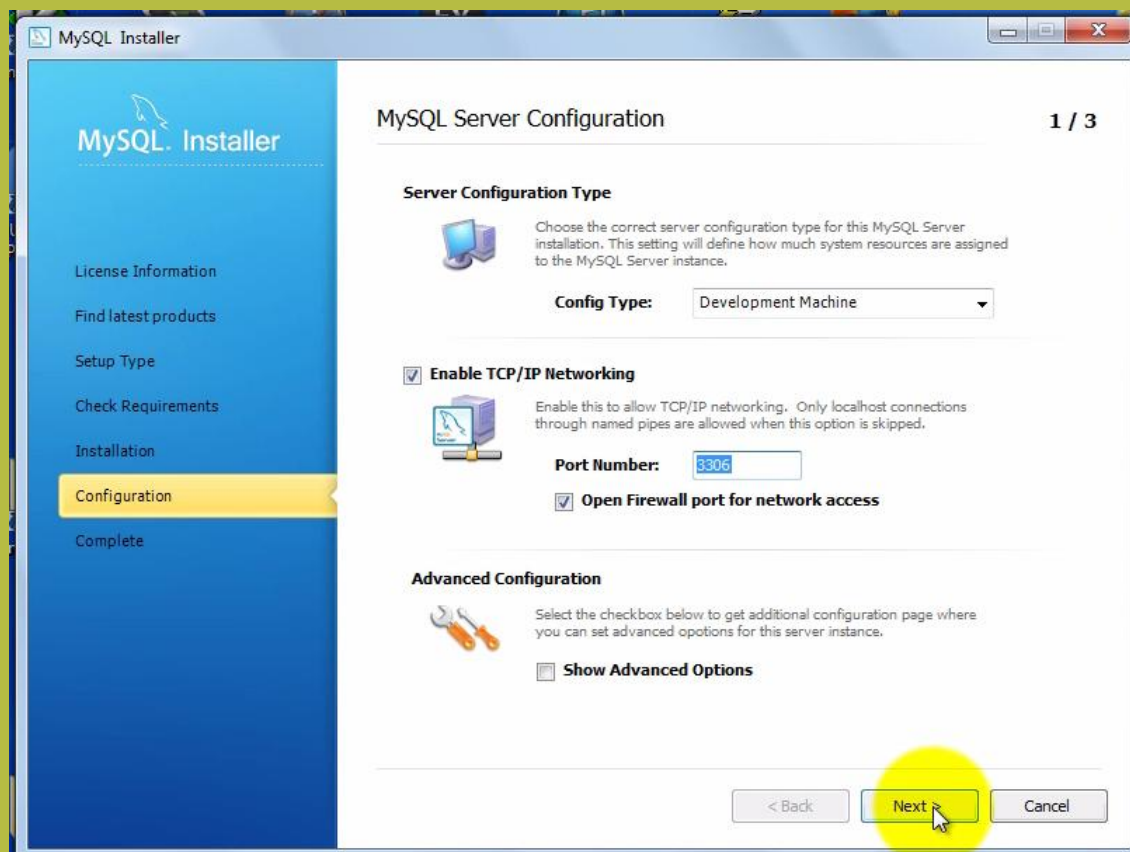 MySQL Installer
MySQL. Installer
License Information
Find latest products
Setup Type
Check Requirements
Installation
Configuration
Complete
MySQL Server Configuration
1 / 3
Server Configuration Type
Choose the correct server configuration type for this MySQL Server
installation. This setting will define how much system resources are assigned
to the MySQL Server instance.
Config Type: Development Machine
Enable TCP/IP Networking
Enable this to allow TCP/IP networking. Only localhost connections
through named pipes are allowed when this option is skipped.
Port Number: 3306
Open Firewall port for network access
Advanced Configuration
Select the checkbox below to get additional configuration page where
you can set advanced opotions for this server instance.
Show Advanced Options
< Back Next > Cancel